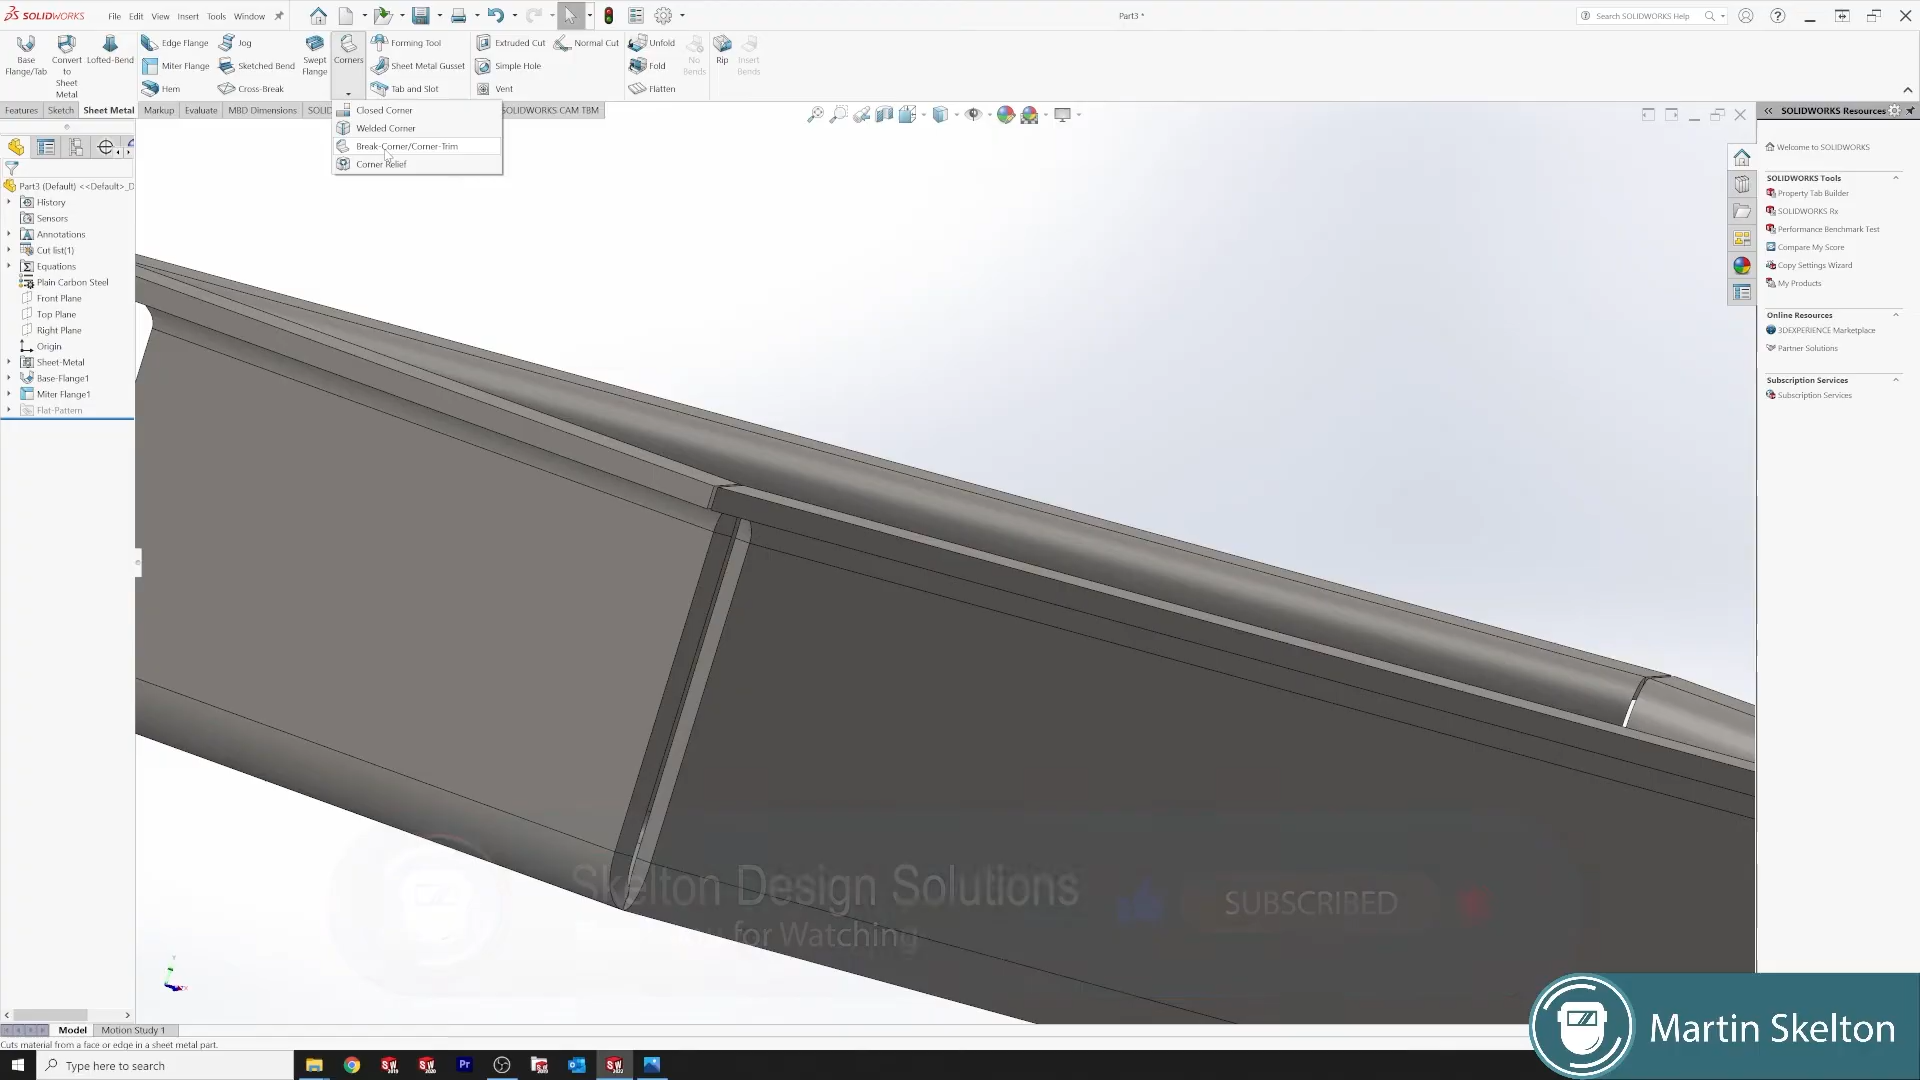 SOLIDWORKS
File
Edit
View
Insert
Tools
Window
Part3 *
Search SOLIDWORKS Help
Base Flange/Tab
Convert to Sheet Metal
Lofted-Bend
Edge Flange
Miter Flange
Hem
Jog
Sketched Bend
Cross-Break
Swept Flange
Corners
Forming Tool
Sheet Metal Gusset
Tab and Slot
Extruded Cut
Simple Hole
Vent
Normal Cut
Unfold
Fold
Flatten
No Bends
Rip
Insert Bends
Features
Sketch
Sheet Metal
Markup
Evaluate
MBD Dimensions
SOLID
SOLIDWORKS CAM TBM
Closed Corner
Welded Corner
Break-Corner/Corner-Trim
Corner Relief
Part3 (Default) <<Default>_D
History
Sensors
Annotations
Cut list(1)
Equations
Plain Carbon Steel
Front Plane
Top Plane
Right Plane
Origin
Sheet-Metal
Base-Flange1
Miter Flange1
Flat-Pattern
SOLIDWORKS Resources
Welcome to SOLIDWORKS
SOLIDWORKS Tools
Property Tab Builder
SOLIDWORKS Rx
Performance Benchmark Test
Compare My Score
Copy Settings Wizard
My Products
Online Resources
3DEXPERIENCE Marketplace
Partner Solutions
Subscription Services
Subscription Services
Skelton Design Solutions
for Watching
SUBSCRIBED
Martin Skelton
Model
Motion Study 1
Cuts material from a face or edge in a sheet metal part.
Type here to search